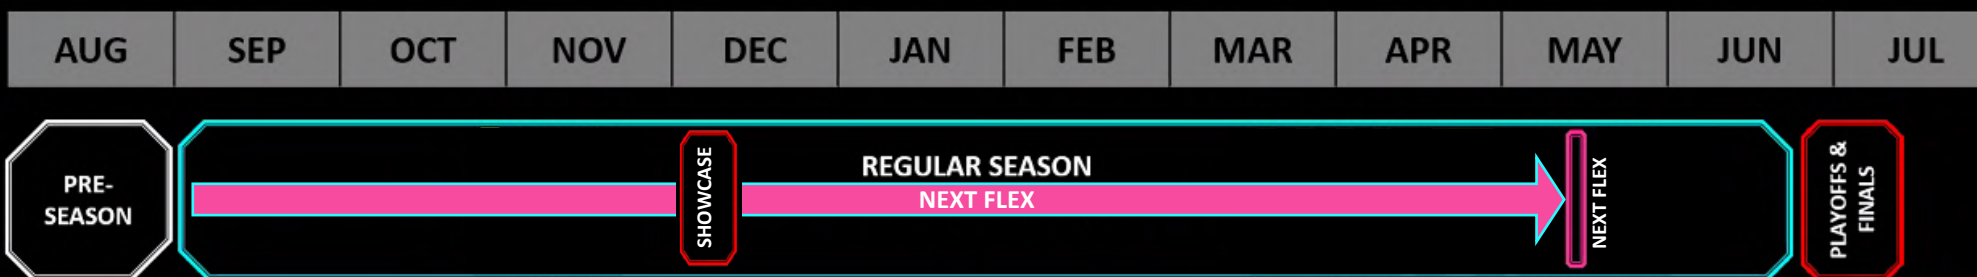 AUG SEP OCT NOV DEC JAN FEB MAR APR MAY JUN JUL
PRE-
SEASON
SHOWCASE
REGULAR SEASON
NEXT FLEX
NEXT FLEX
PLAYOFFS &
FINALS